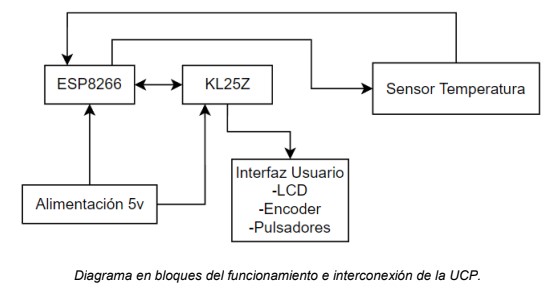 ESP8266
KL25Z
Sensor Temperatura
Interfaz Usuario
-LCD
-Encoder
-Pulsadores
Alimentación 5v
Diagrama en bloques del funcionamiento e interconexión de la UCP.